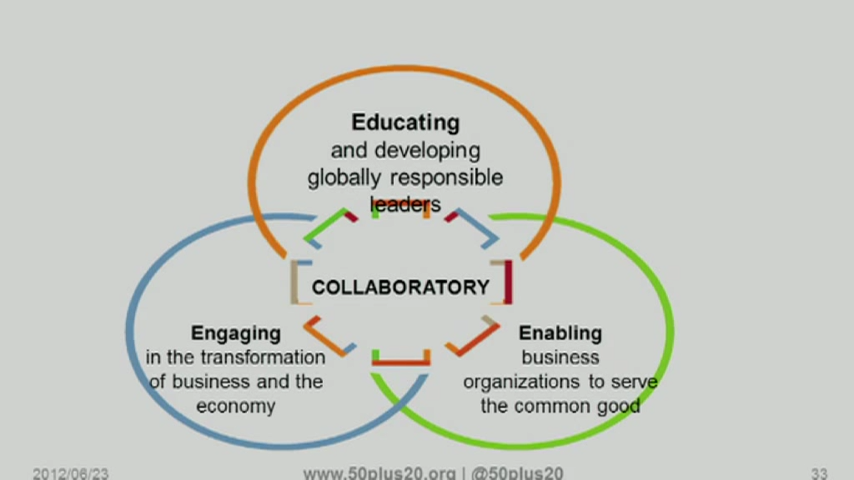 Educating
and developing
globally responsible
leaders
COLLABORATORY
Engaging
in the transformation
of business and the
economy
Enabling
business
organizations to serve
the common good
2012/06/23
www.50plus20.org | @50plus20
33